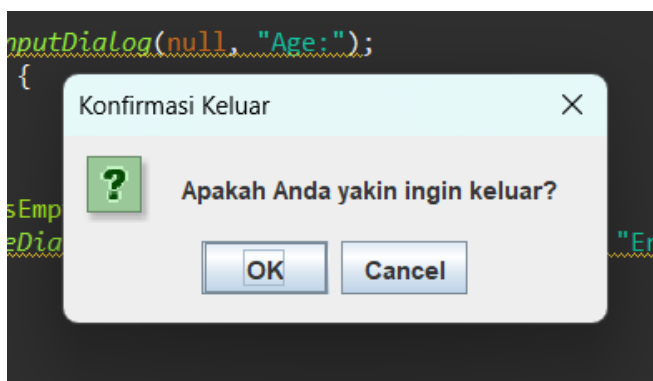 nputDialog(null, "Age:");
{
Konfirmasi Keluar
?
Apakah Anda yakin ingin keluar?
sEmp
eDia
"Er
OK
Cancel